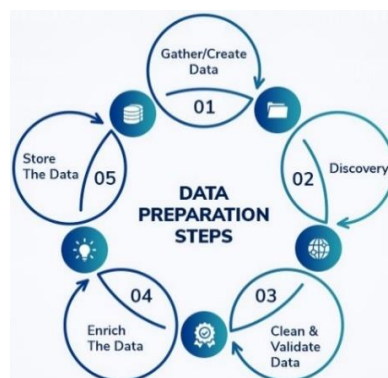 Gather/Create
Data
01
02
Discovery
03
Clean &
Validate
Data
04
Enrich
The Data
05
Store
The Data
DATA
PREPARATION
STEPS